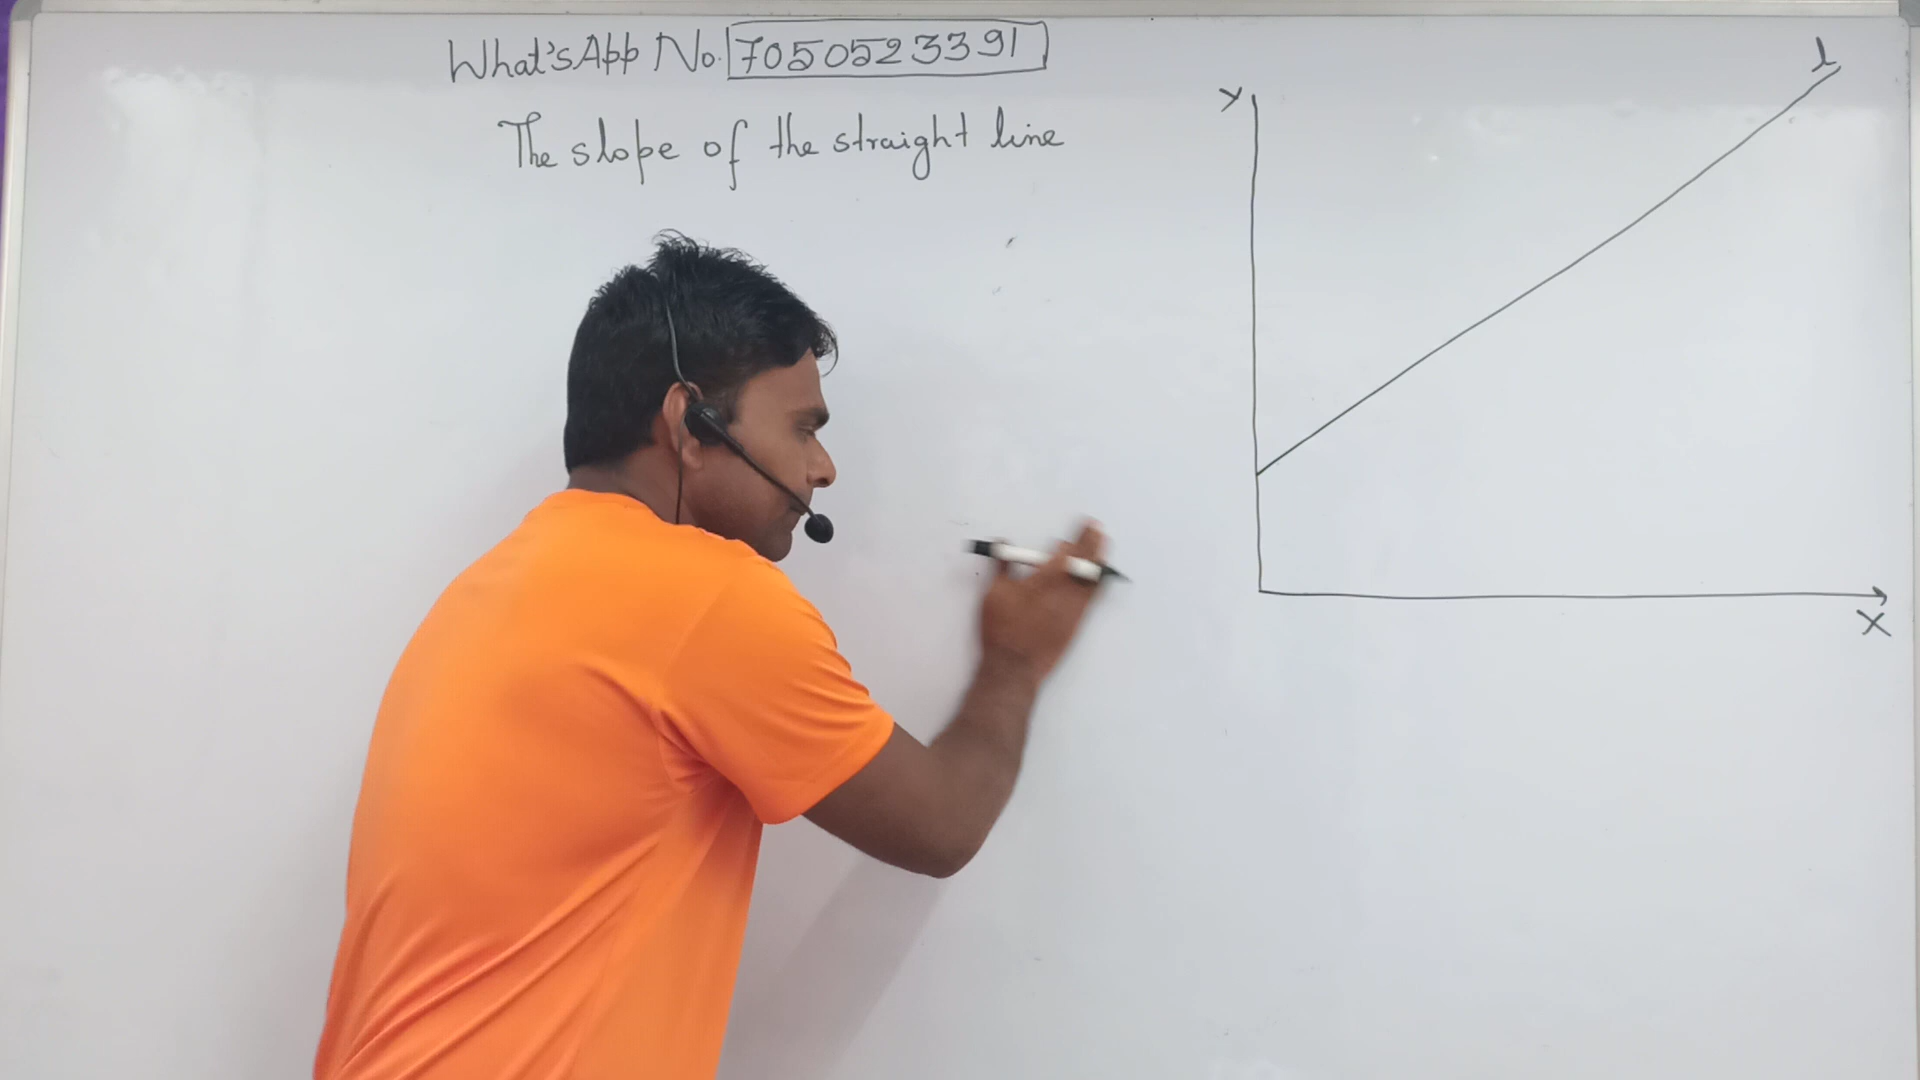 What'sApp No. 7050523391
The slope of the straight line
Y
l
X